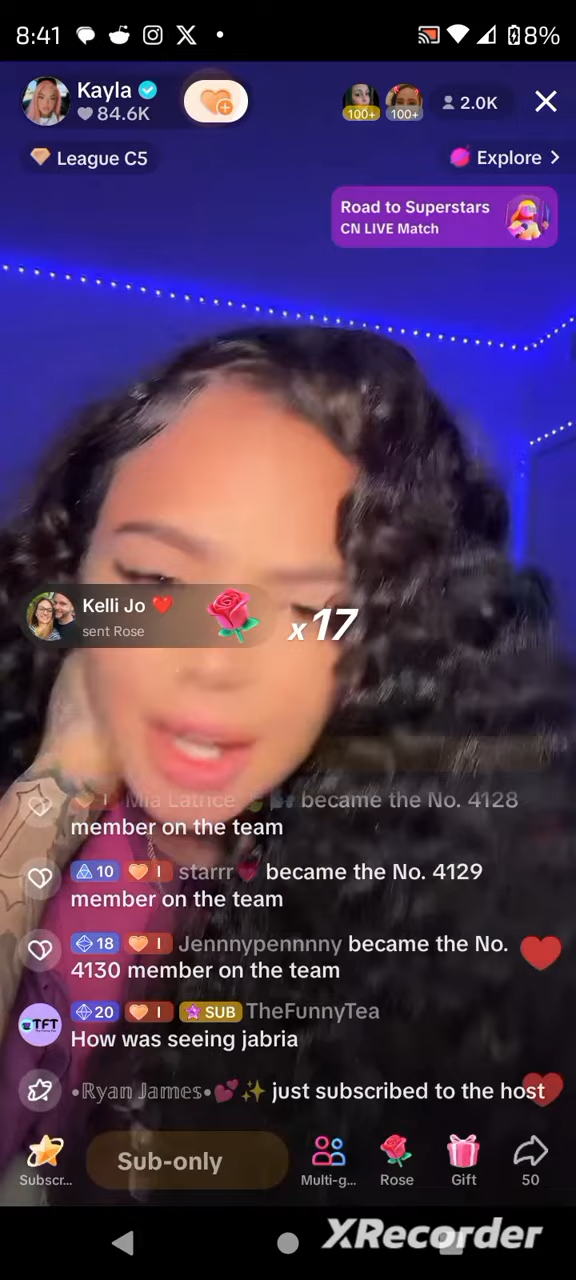 8:41
8%
Kayla
84.6K
100+
100+
2.0K
League C5
Explore
Road to Superstars
CN LIVE Match
Kelli Jo ❤️
sent Rose
x17
I Mia Latrice became the No. 4128
member on the team
10 I starrr became the No. 4129
member on the team
18 I Jennnypennnny became the No.
4130 member on the team
TFT
20 I SUB TheFunnyTea
How was seeing jabria
•ℝ𝕪𝕒𝕟 𝕁𝕒𝕞𝕖𝕤•💕✨ just subscribed to the host
Sub-only
Subscr...
Multi-g...
Rose
Gift
50
XRecorder